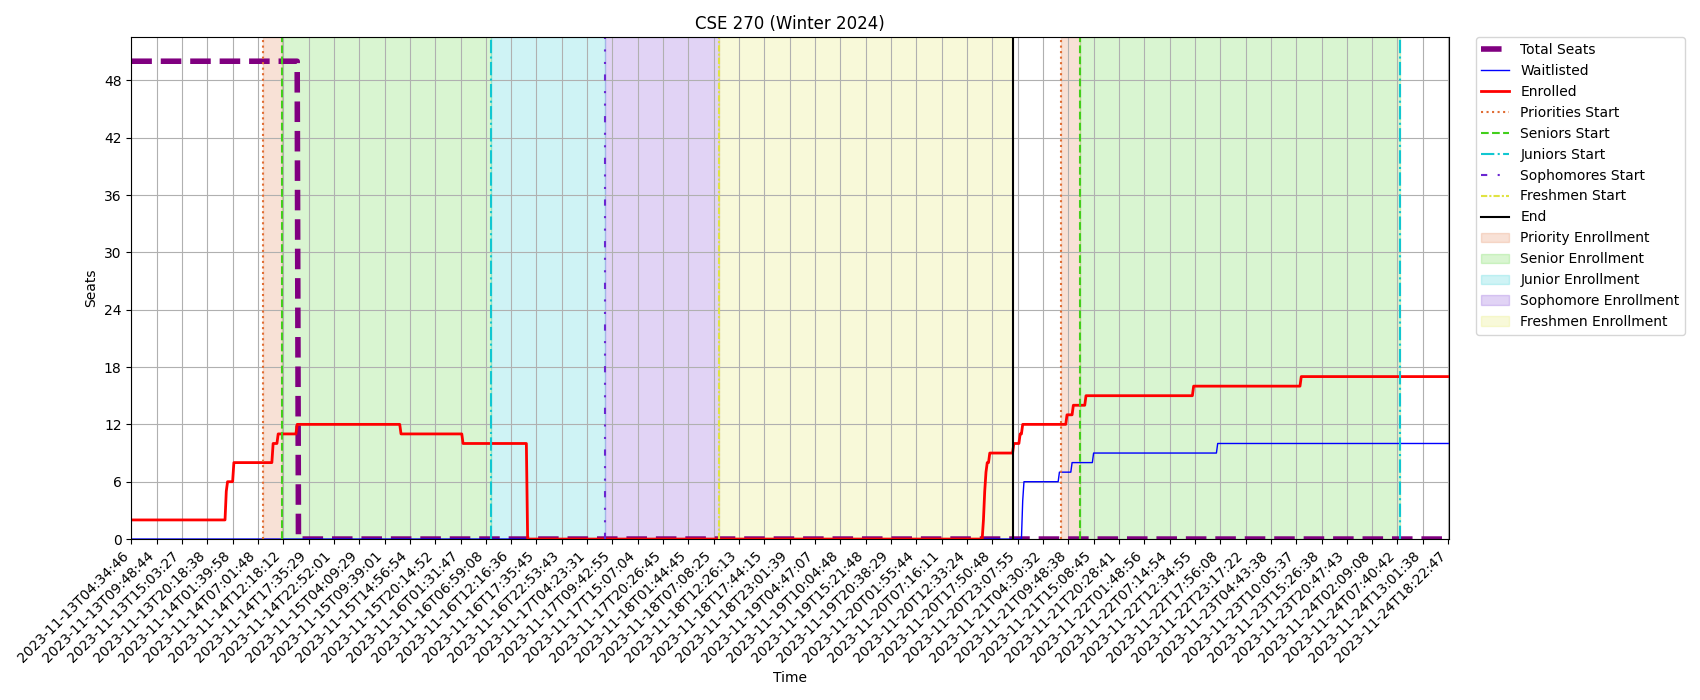 CSE 270 (Winter 2024)
Seats
48
42
36
30
24
18
12
6
0
2023-11-13T04:34:46
2023-11-13T09:48:44
2023-11-13T15:03:27
2023-11-13T20:18:38
2023-11-14T01:39:58
2023-11-14T07:01:48
2023-11-14T12:18:12
2023-11-14T17:35:29
2023-11-14T22:52:01
2023-11-15T04:09:29
2023-11-15T09:39:01
2023-11-15T14:56:54
2023-11-15T20:14:52
2023-11-16T01:31:47
2023-11-16T06:59:08
2023-11-16T12:16:36
2023-11-16T17:35:45
2023-11-16T22:53:43
2023-11-17T04:23:31
2023-11-17T09:42:55
2023-11-17T15:07:04
2023-11-17T20:26:45
2023-11-18T01:44:45
2023-11-18T07:08:25
2023-11-18T12:26:13
2023-11-18T17:44:15
2023-11-18T23:01:39
2023-11-19T04:47:07
2023-11-19T10:04:48
2023-11-19T15:21:48
2023-11-19T20:38:29
2023-11-20T01:55:44
2023-11-20T07:16:11
2023-11-20T12:33:24
2023-11-20T17:50:48
2023-11-20T23:07:55
2023-11-21T04:30:32
2023-11-21T09:48:38
2023-11-21T15:08:45
2023-11-21T20:28:41
2023-11-22T01:48:56
2023-11-22T07:14:54
2023-11-22T12:34:55
2023-11-22T17:56:08
2023-11-22T23:17:22
2023-11-23T04:43:38
2023-11-23T10:05:37
2023-11-23T15:26:38
2023-11-23T20:47:43
2023-11-24T02:09:08
2023-11-24T07:40:42
2023-11-24T13:01:38
2023-11-24T18:22:47
Time
Total Seats
Waitlisted
Enrolled
Priorities Start
Seniors Start
Juniors Start
Sophomores Start
Freshmen Start
End
Priority Enrollment
Senior Enrollment
Junior Enrollment
Sophomore Enrollment
Freshmen Enrollment